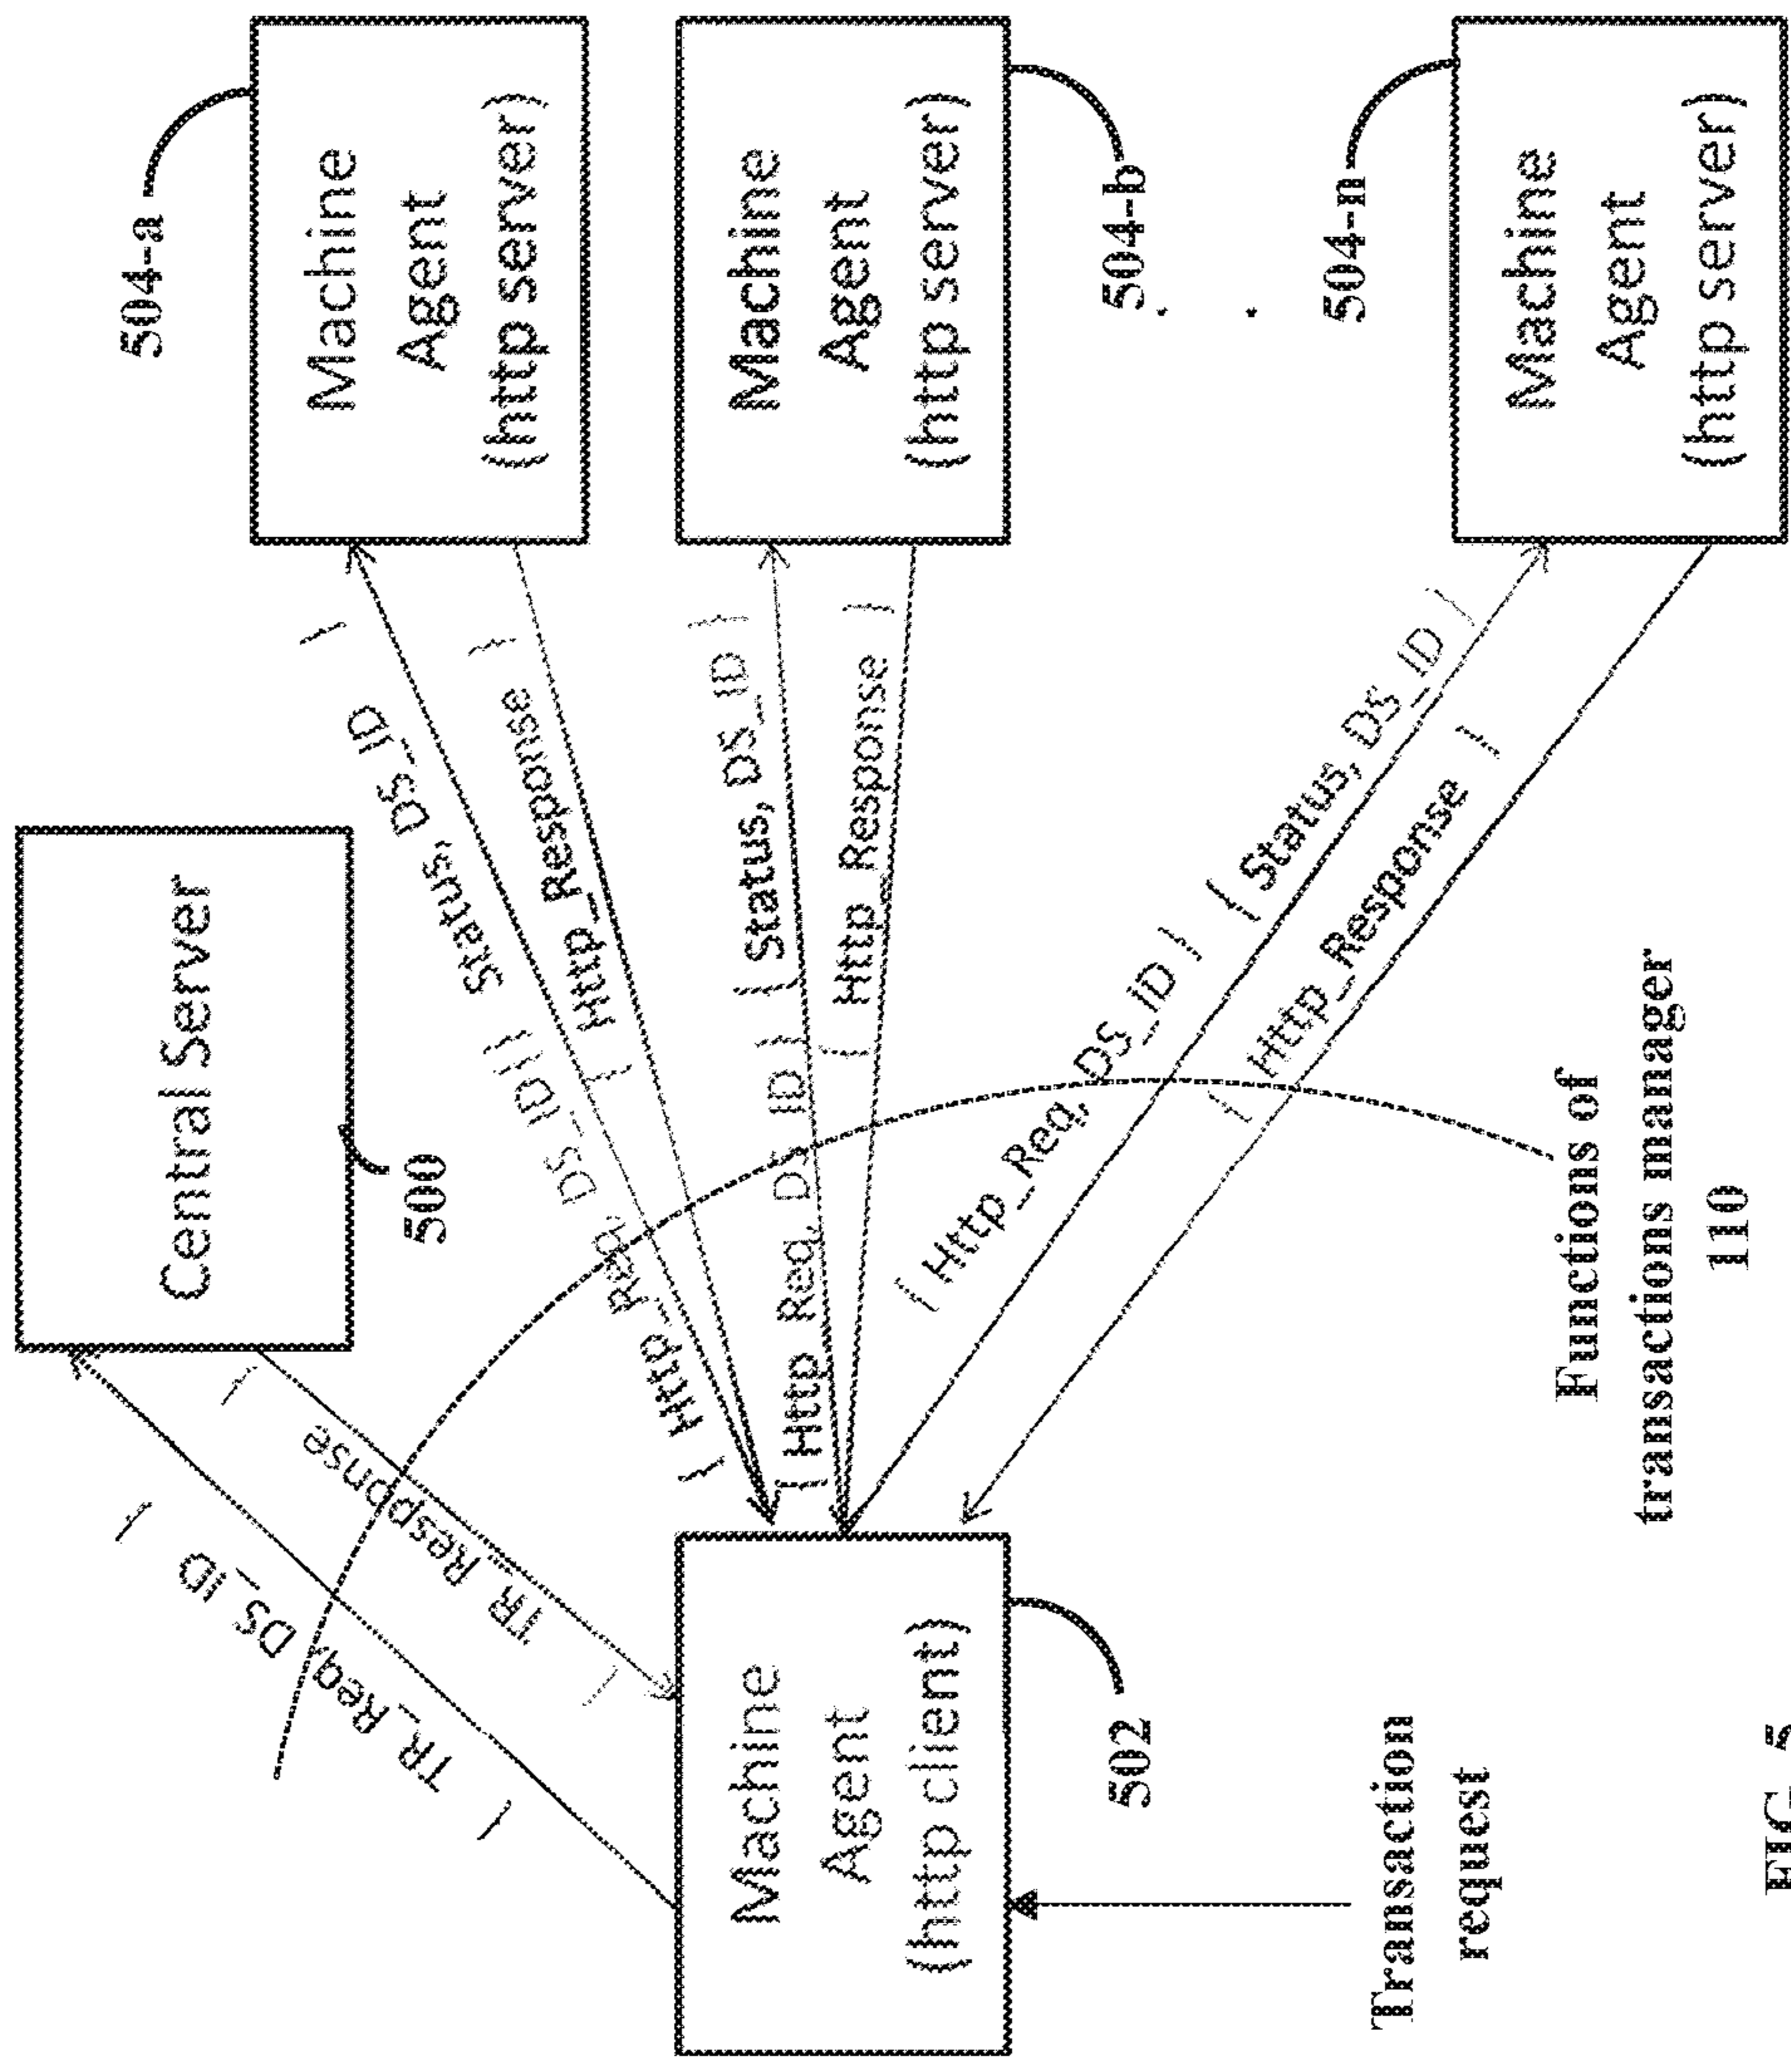 Central Server
500
{ TR_Req, DS_ID }
{ TR_Response }
Machine
Agent
(http client)
502
Transaction
request
{ Http_Req, DS_ID}{ Status, DS_ID }
{ Http_Response }
{ Http_Req, DS_ID } { Status, DS_ID }
{ Http_Response }
{ Http_Req, DS_ID } { Status, DS_ID }
{ Http_Response }
504-a
Machine
Agent
(http server)
Machine
Agent
(http server)
504-b
. .
504-n
Machine
Agent
(http server)
Functions of
transactions manager
110
FIG. 5